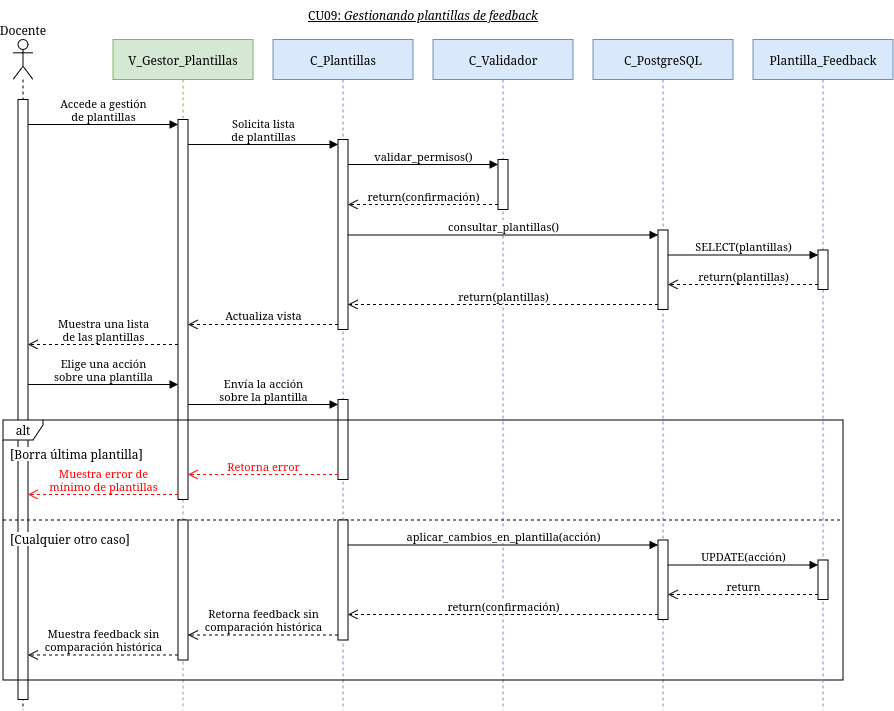 CU09: Gestionando plantillas de feedback
Docente
V_Gestor_Plantillas
C_Plantillas
C_Validador
C_PostgreSQL
Plantilla_Feedback
Accede a gestión
de plantillas
Solicita lista
de plantillas
validar_permisos()
return(confirmación)
consultar_plantillas()
SELECT(plantillas)
return(plantillas)
return(plantillas)
Actualiza vista
Muestra una lista
de las plantillas
Elige una acción
sobre una plantilla
Envía la acción
sobre la plantilla
alt
[Borra última plantilla]
Retorna error
Muestra error de
mínimo de plantillas
[Cualquier otro caso]
aplicar_cambios_en_plantilla(acción)
UPDATE(acción)
return
return(confirmación)
Retorna feedback sin
comparación histórica
Muestra feedback sin
comparación histórica